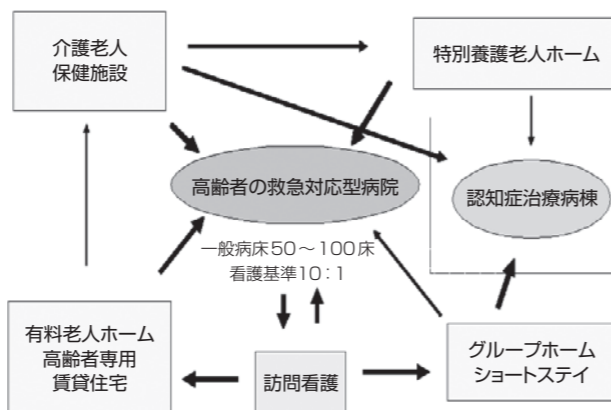 介護老人
保健施設
特別養護老人ホーム
高齢者の救急対応型病院
認知症治療病棟
一般病床50～100床
看護基準10：1
有料老人ホーム
高齢者専用
賃貸住宅
訪問看護
グループホーム
ショートステイ